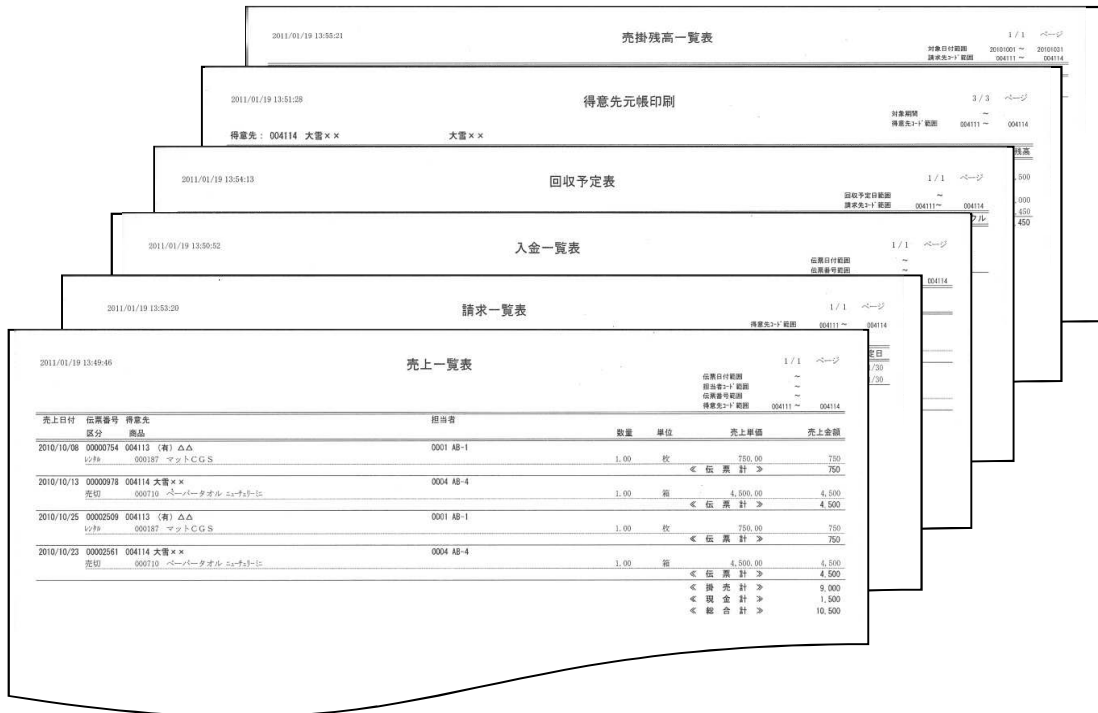 2011/01/19 13:55:21 売掛残高一覧表 1 / 1 ページ
対象日付範囲 20101001 ～ 20101031
請求先ｺｰﾄﾞ範囲 004111 ～ 004114
2011/01/19 13:51:28 得意先元帳印刷 3 / 3 ページ
対象期間 ～
得意先ｺｰﾄﾞ範囲 004111 ～ 004114
得意先： 004114 大雪×× 大雪××
残高
,500
,000
,450
,450
2011/01/19 13:54:13 回収予定表 1 / 1 ページ
回収予定日範囲 ～
請求先ｺｰﾄﾞ範囲 004111～ 004114
クル
2011/01/19 13:50:52 入金一覧表 1 / 1 ページ
伝票日付範囲 ～
伝票番号範囲 ～
004114
2011/01/19 13:53:20 請求一覧表 1 / 1 ページ
得意先ｺｰﾄﾞ範囲 004111 ～ 004114
定日
1/30
1/30
2011/01/19 13:49:46 売上一覧表 1 / 1 ページ
伝票日付範囲 ～
担当者ｺｰﾄﾞ範囲 ～
伝票番号範囲 ～
得意先ｺｰﾄﾞ範囲 004111 ～ 004114
売上日付 伝票番号 得意先 担当者
区分 商品 数量 単位 売上単価 売上金額
2010/10/08 00000754 004113 （有）△△ 0001 AB-1
ﾚﾝﾀﾙ 000187 マットＣＧＳ 1.00 枚 750.00 750
≪ 伝 票 計 ≫ 750
2010/10/13 00000978 004114 大雪×× 0004 AB-4
売切 000710 ペーパータオル ﾆｭｰﾁｪﾘｰﾐﾆ 1.00 箱 4,500.00 4,500
≪ 伝 票 計 ≫ 4,500
2010/10/25 00002509 004113 （有）△△ 0001 AB-1
ﾚﾝﾀﾙ 000187 マットＣＧＳ 1.00 枚 750.00 750
≪ 伝 票 計 ≫ 750
2010/10/23 00002561 004114 大雪×× 0004 AB-4
売切 000710 ペーパータオル ﾆｭｰﾁｪﾘｰﾐﾆ 1.00 箱 4,500.00 4,500
≪ 伝 票 計 ≫ 4,500
≪ 掛 売 計 ≫ 9,000
≪ 現 金 計 ≫ 1,500
≪ 総 合 計 ≫ 10,500